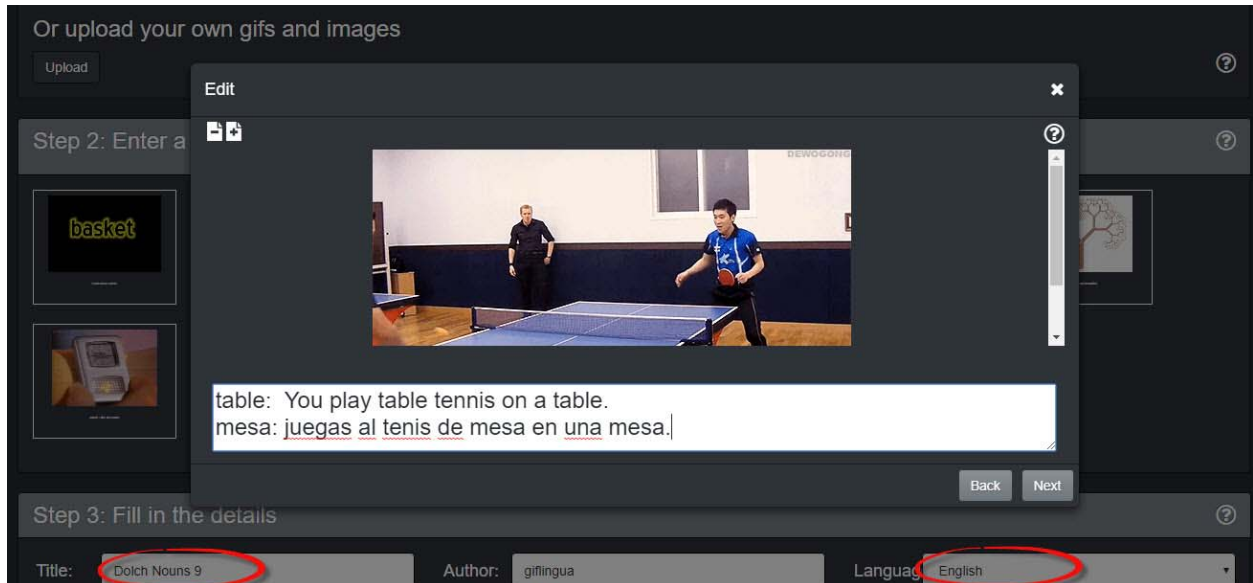 Or upload your own gifs and images
Upload
Edit
Step 2: Enter a
DEWOGONG
basket
table: You play table tennis on a table.
mesa: juegas al tenis de mesa en una mesa.
Back Next
Step 3: Fill in the details
Title: Dolch Nouns 9 Author: giflingua Languag English